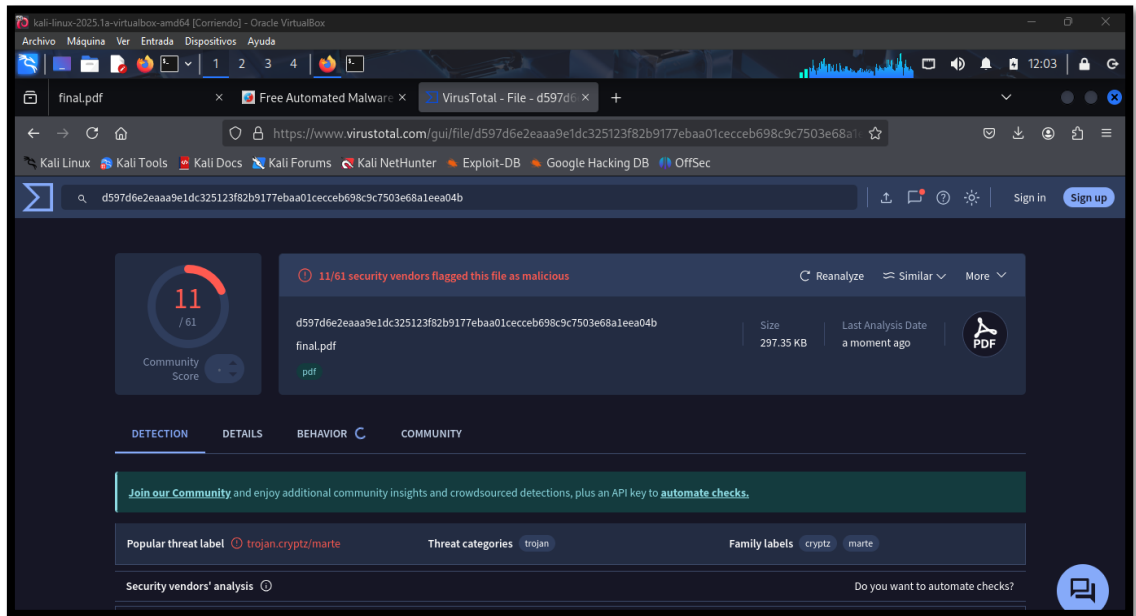 kali-linux-2025.1a-virtualbox-amd64 [Corriendo] - Oracle VirtualBox
Archivo Máquina Ver Entrada Dispositivos Ayuda
1 2 3 4 12:03
final.pdf Free Automated Malware VirusTotal - File - d597d6
https://www.virustotal.com/gui/file/d597d6e2eaaa9e1dc325123f82b9177ebaa01cecceb698c9c7503e68a1
Kali Linux Kali Tools Kali Docs Kali Forums Kali NetHunter Exploit-DB Google Hacking DB OffSec
d597d6e2eaaa9e1dc325123f82b9177ebaa01cecceb698c9c7503e68a1eea04b Sign in Sign up
11/61 security vendors flagged this file as malicious Reanalyze Similar More
11
/ 61
Community
Score
d597d6e2eaaa9e1dc325123f82b9177ebaa01cecceb698c9c7503e68a1eea04b
final.pdf
pdf
Size
297.35 KB
Last Analysis Date
a moment ago
PDF
DETECTION DETAILS BEHAVIOR COMMUNITY
Join our Community and enjoy additional community insights and crowdsourced detections, plus an API key to automate checks.
Popular threat label trojan.cryptz/marte Threat categories trojan Family labels cryptz marte
Security vendors' analysis Do you want to automate checks?